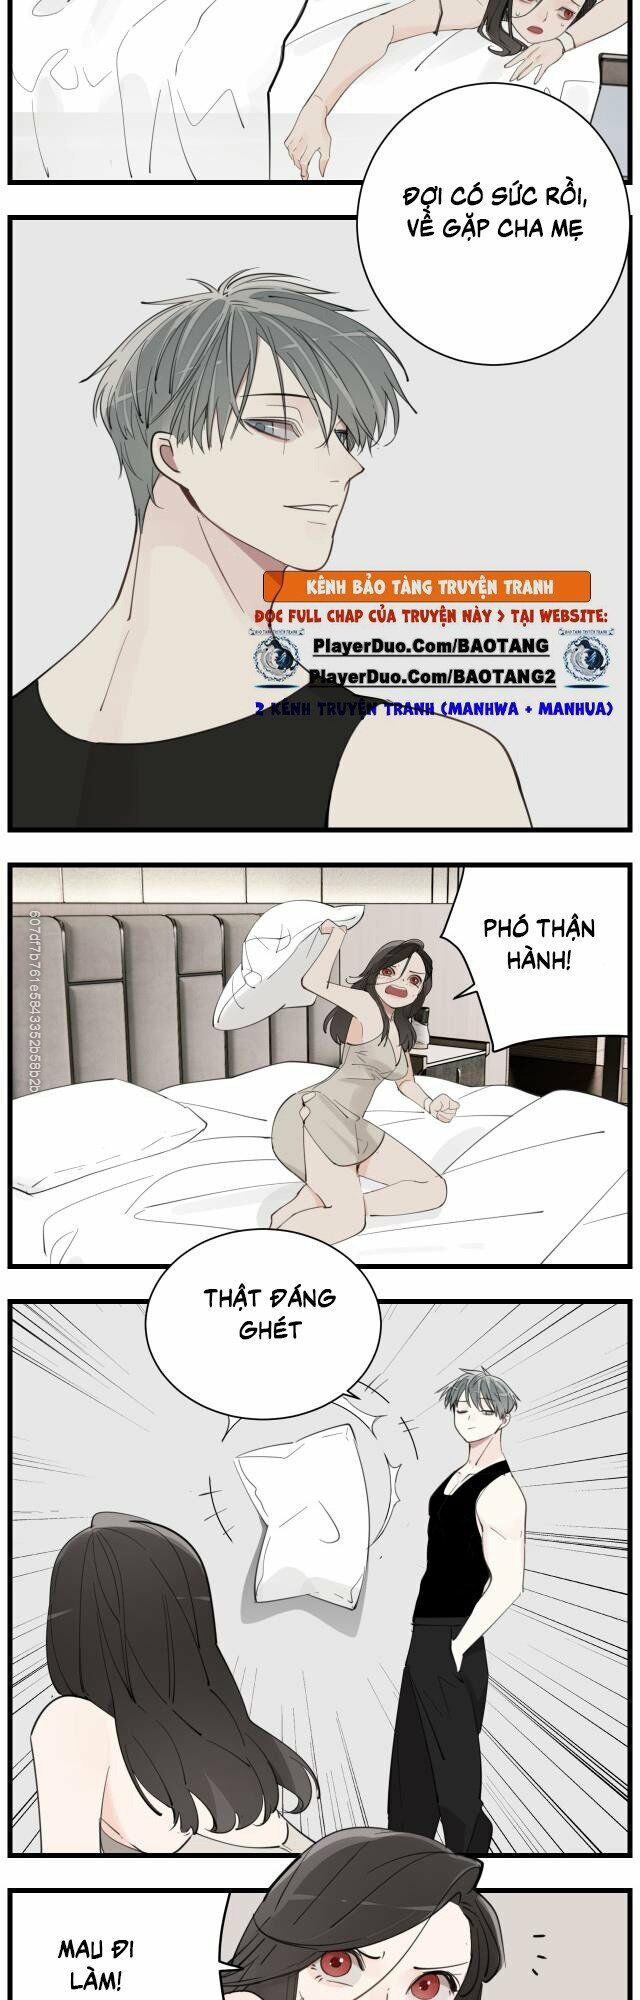 ĐỢI CÓ SỨC RỒI,
VỀ GẶP CHA MẸ
KÊNH BẢO TÀNG TRUYỆN TRANH
ĐỌC FULL CHAP CỦA TRUYỆN NÀY > TẠI WEBSITE:
PlayerDuo.Com/BAOTANG
PlayerDuo.Com/BAOTANG2
2 KÊNH TRUYỆN TRANH (MANHWA + MANHUA)
PHÓ THẬN
HÀNH!
607df7b761e5843352b58b2b
THẬT ĐÁNG
GHÉT
MAU ĐI
LÀM!